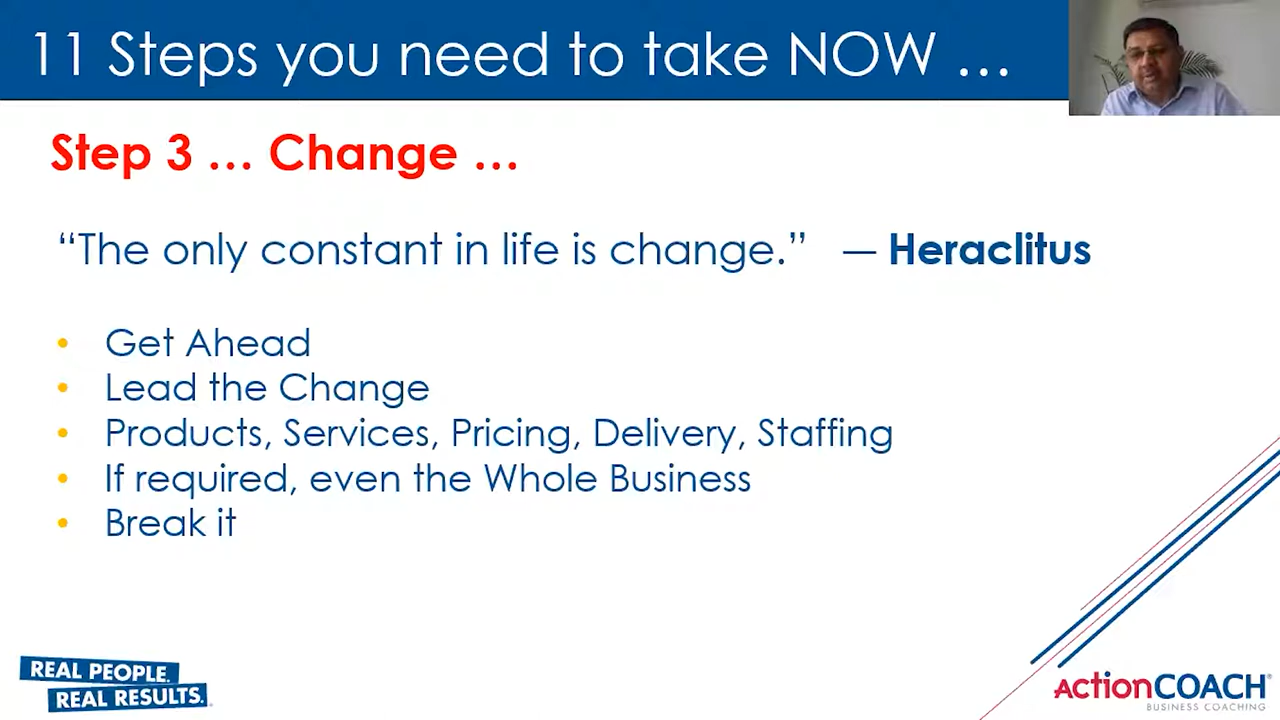 11 Steps you need to take NOW ...
Step 3 ... Change ...
“The only constant in life is change.” — Heraclitus
• Get Ahead
• Lead the Change
• Products, Services, Pricing, Delivery, Staffing
• If required, even the Whole Business
• Break it
REAL PEOPLE.
REAL RESULTS.
ActionCOACH®
BUSINESS COACHING